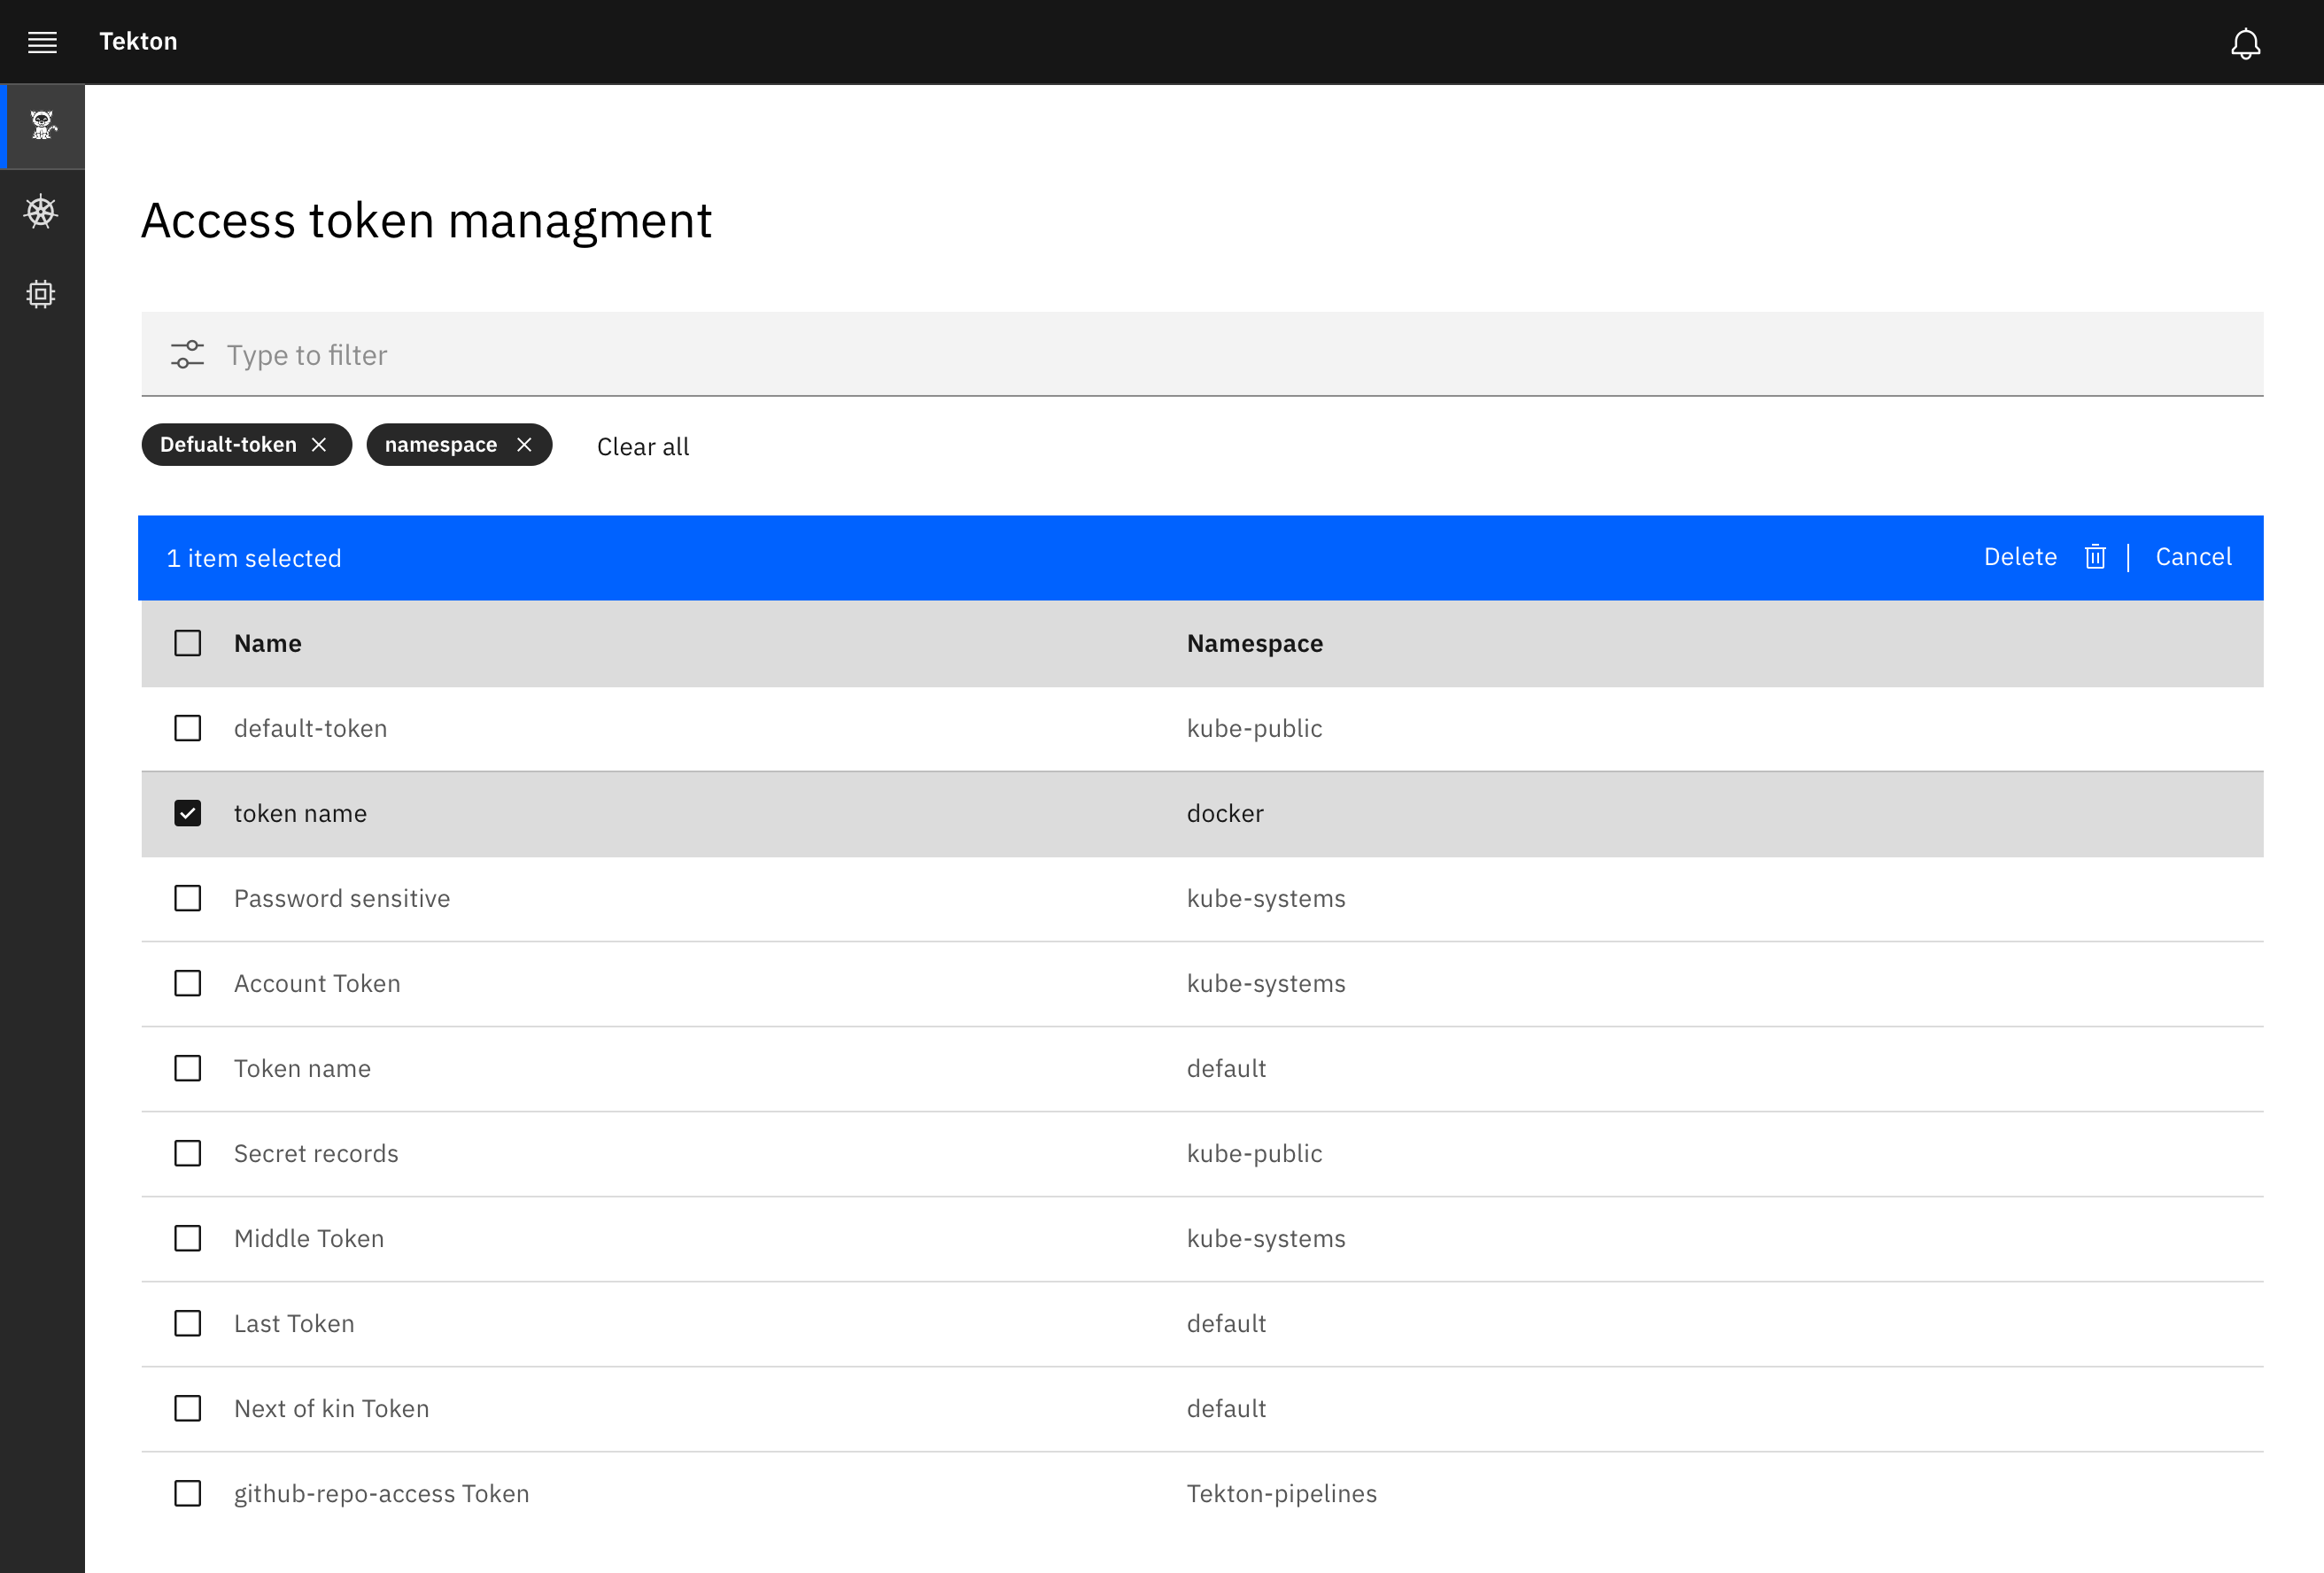 Tekton
Access token managment
Type to filter
Defualt-token namespace Clear all
1 item selected Delete Cancel
Name Namespace
default-token kube-public
token name docker
Password sensitive kube-systems
Account Token kube-systems
Token name default
Secret records kube-public
Middle Token kube-systems
Last Token default
Next of kin Token default
github-repo-access Token Tekton-pipelines